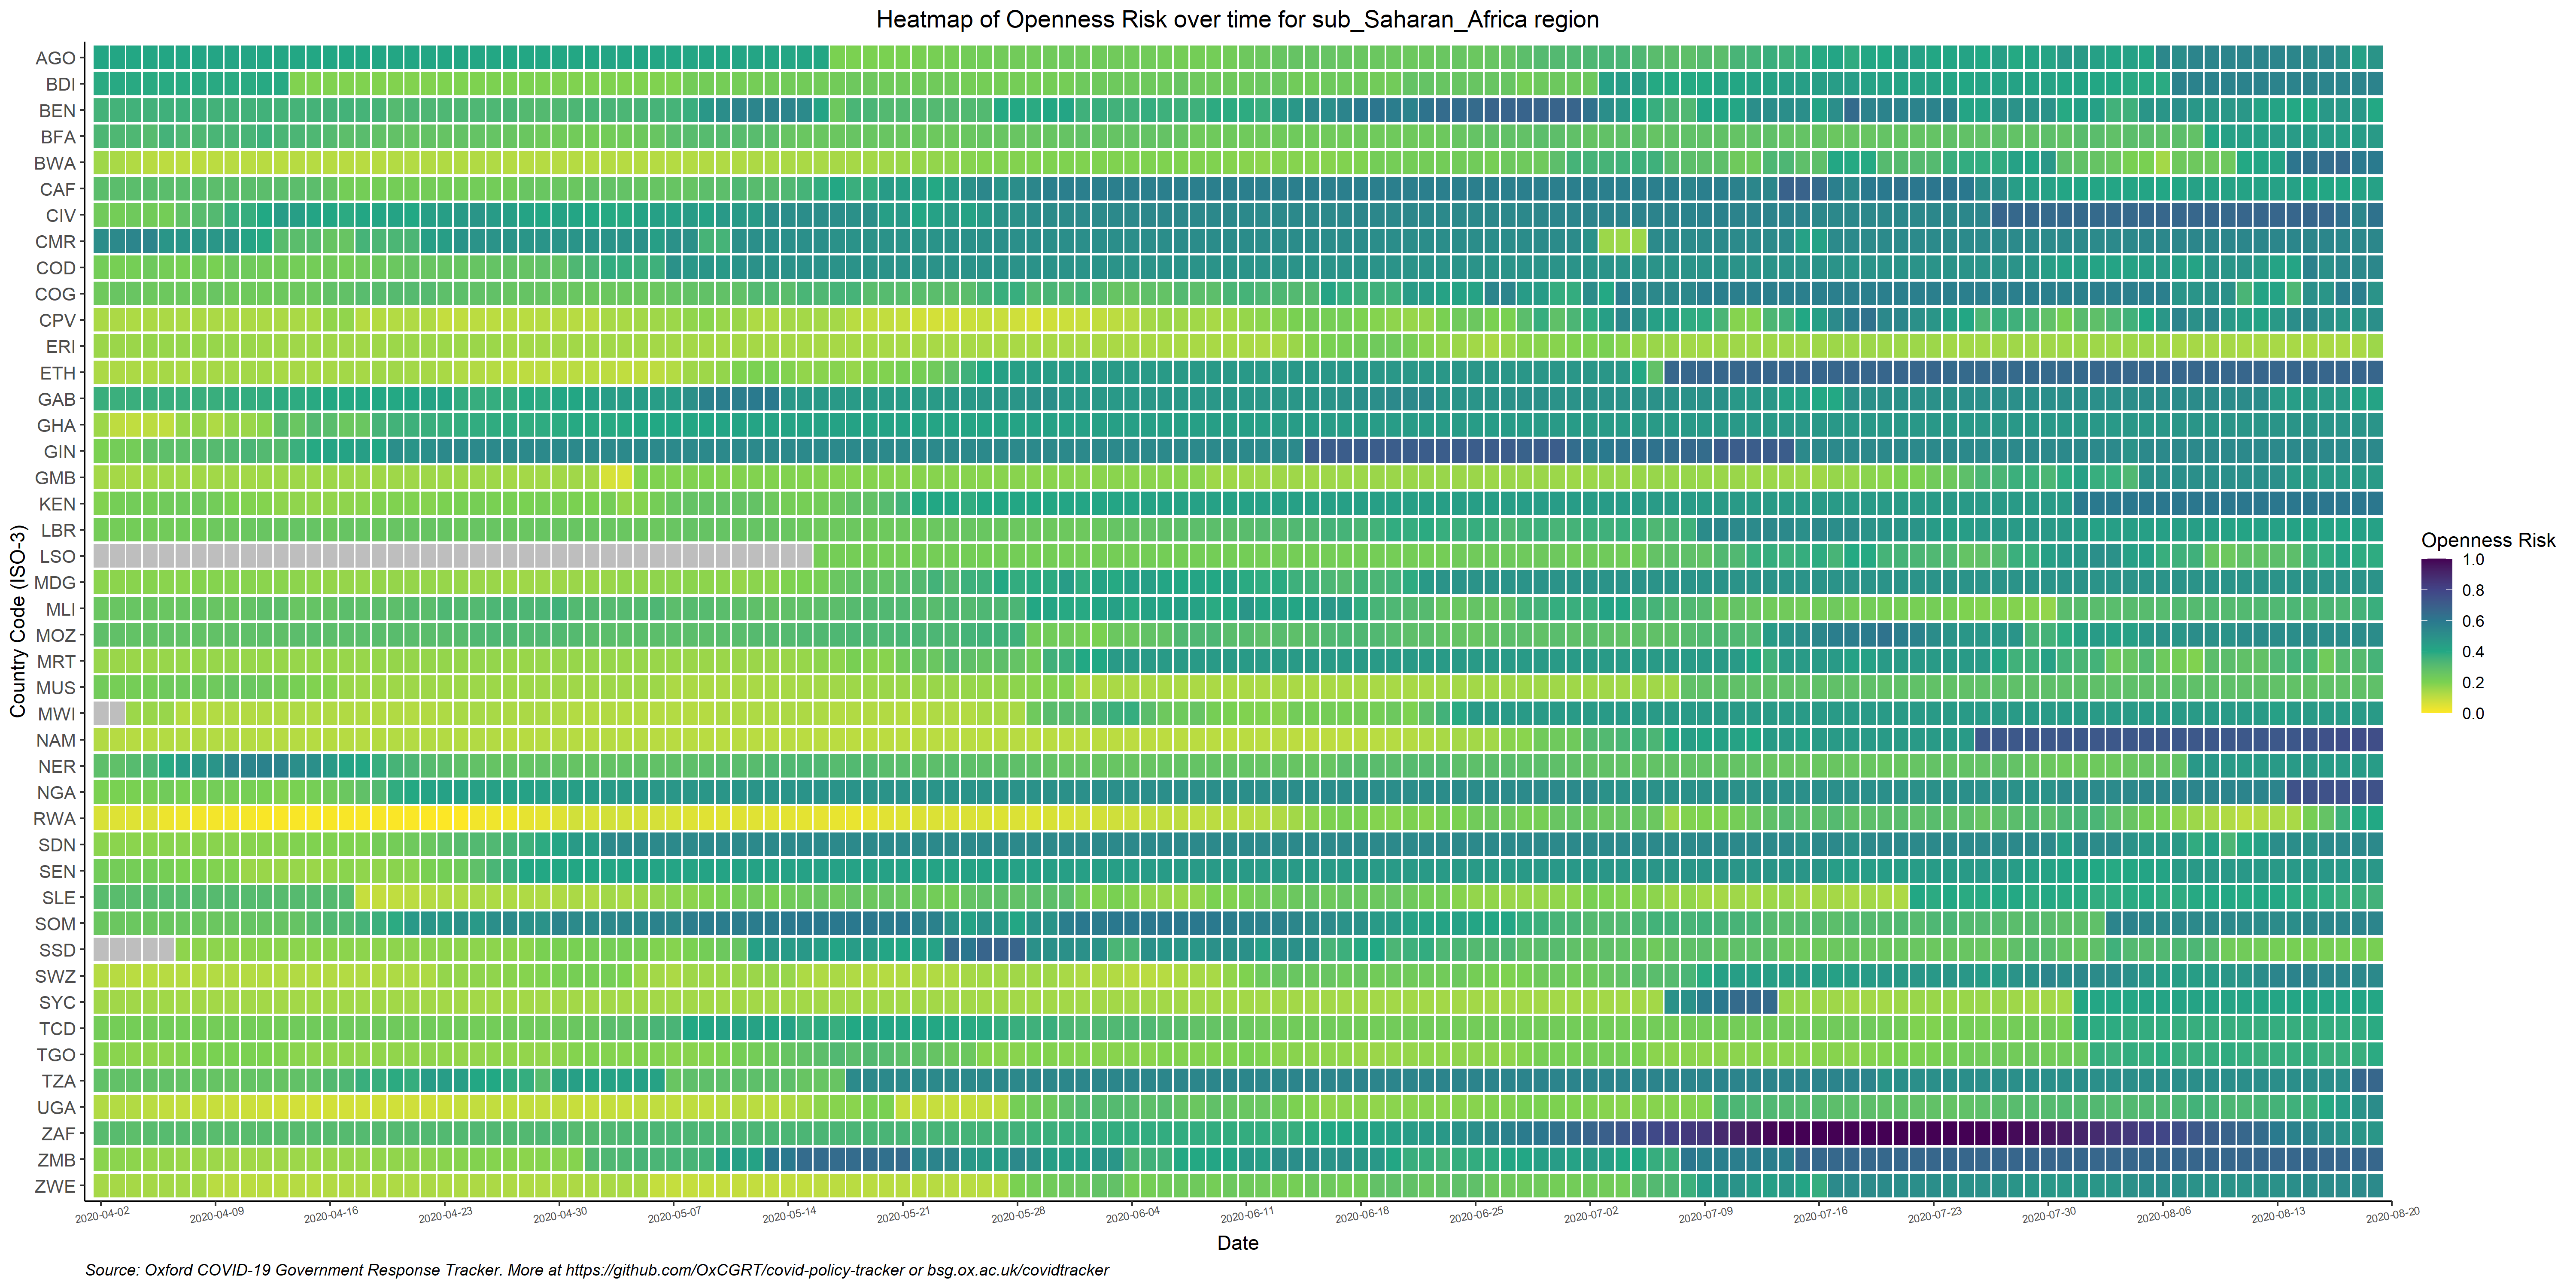 Heatmap of Openness Risk over time for sub_Saharan_Africa region
Country Code (ISO-3)
AGO
BDI
BEN
BFA
BWA
CAF
CIV
CMR
COD
COG
CPV
ERI
ETH
GAB
GHA
GIN
GMB
KEN
LBR
LSO
MDG
MLI
MOZ
MRT
MUS
MWI
NAM
NER
NGA
RWA
SDN
SEN
SLE
SOM
SSD
SWZ
SYC
TCD
TGO
TZA
UGA
ZAF
ZMB
ZWE
2020-04-02 2020-04-09 2020-04-16 2020-04-23 2020-04-30 2020-05-07 2020-05-14 2020-05-21 2020-05-28 2020-06-04 2020-06-11 2020-06-18 2020-06-25 2020-07-02 2020-07-09 2020-07-16 2020-07-23 2020-07-30 2020-08-06 2020-08-13 2020-08-20
Date
Openness Risk
1.0
0.8
0.6
0.4
0.2
0.0
Source: Oxford COVID-19 Government Response Tracker. More at https://github.com/OxCGRT/covid-policy-tracker or bsg.ox.ac.uk/covidtracker